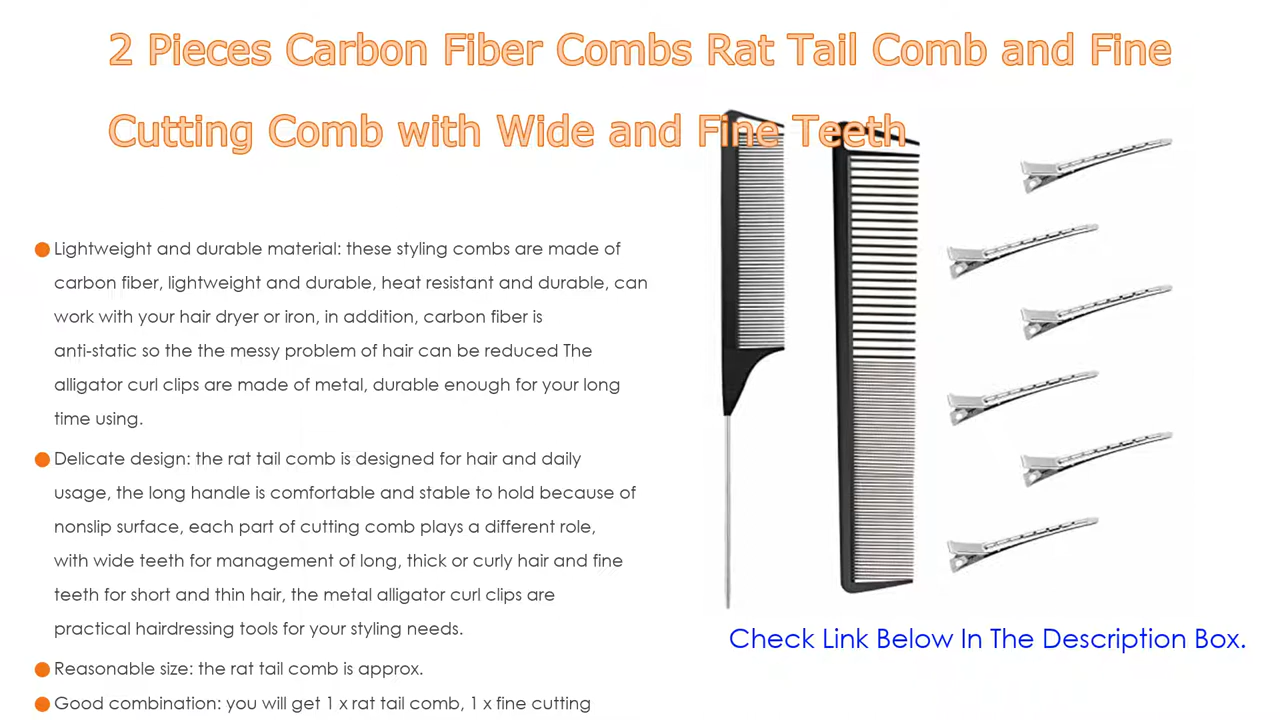 2 Pieces Carbon Fiber Combs Rat Tail Comb and Fine
Cutting Comb with Wide and Fine Teeth
Lightweight and durable material: these styling combs are made of
carbon fiber, lightweight and durable, heat resistant and durable, can
work with your hair dryer or iron, in addition, carbon fiber is
anti-static so the the messy problem of hair can be reduced The
alligator curl clips are made of metal, durable enough for your long
time using.
Delicate design: the rat tail comb is designed for hair and daily
usage, the long handle is comfortable and stable to hold because of
nonslip surface, each part of cutting comb plays a different role,
with wide teeth for management of long, thick or curly hair and fine
teeth for short and thin hair, the metal alligator curl clips are
practical hairdressing tools for your styling needs.
Reasonable size: the rat tail comb is approx.
Good combination: you will get 1 x rat tail comb, 1 x fine cutting
Check Link Below In The Description Box.